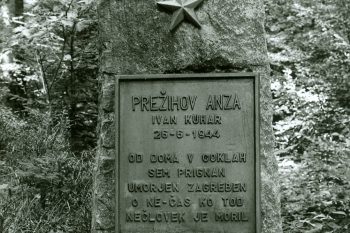 PREŽIHOV ANZA
IVAN KUHAR
26-6-1944
OD DOMA V COKLAH
SEM PRIGNAN
UMORJEN ZAGREBEN
O NE-ČAS KO TOD
NEČLOVEK JE MORIL